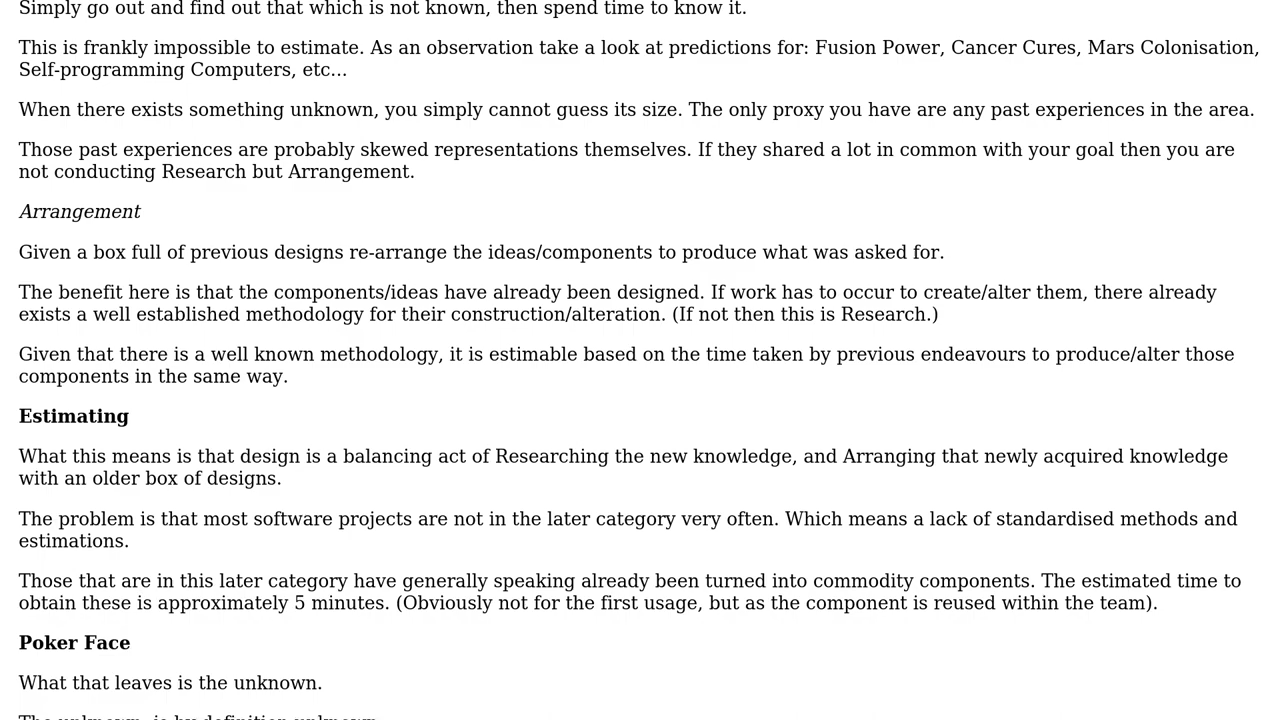 Simply go out and find out that which is not known, then spend time to know it.
This is frankly impossible to estimate. As an observation take a look at predictions for: Fusion Power, Cancer Cures, Mars Colonisation,
Self-programming Computers, etc...
When there exists something unknown, you simply cannot guess its size. The only proxy you have are any past experiences in the area.
Those past experiences are probably skewed representations themselves. If they shared a lot in common with your goal then you are
not conducting Research but Arrangement.
Arrangement
Given a box full of previous designs re-arrange the ideas/components to produce what was asked for.
The benefit here is that the components/ideas have already been designed. If work has to occur to create/alter them, there already
exists a well established methodology for their construction/alteration. (If not then this is Research.)
Given that there is a well known methodology, it is estimable based on the time taken by previous endeavours to produce/alter those
components in the same way.
Estimating
What this means is that design is a balancing act of Researching the new knowledge, and Arranging that newly acquired knowledge
with an older box of designs.
The problem is that most software projects are not in the later category very often. Which means a lack of standardised methods and
estimations.
Those that are in this later category have generally speaking already been turned into commodity components. The estimated time to
obtain these is approximately 5 minutes. (Obviously not for the first usage, but as the component is reused within the team).
Poker Face
What that leaves is the unknown.
The unknown, is by definition unknown